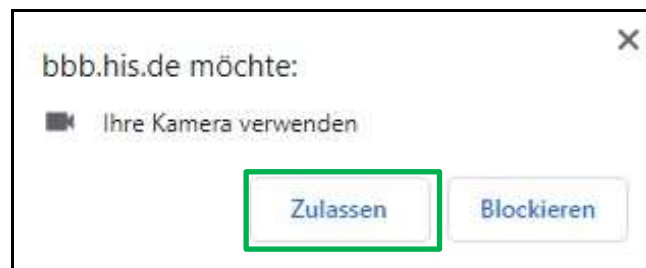 bbb.his.de möchte:
Ihre Kamera verwenden
Zulassen Blockieren